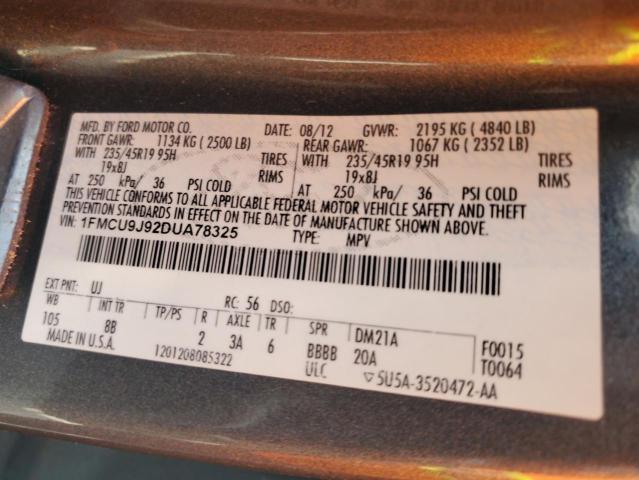 MFD. BY FORD MOTOR CO. DATE: 08/12 GVWR: 2195 KG ( 4840 LB)
FRONT GAWR: 1134 KG ( 2500 LB) REAR GAWR: 1067 KG ( 2352 LB)
WITH 235/45R19 95H TIRES WITH 235/45R19 95H TIRES
19x8J RIMS 19x8J RIMS
AT 250 kPa/ 36 PSI COLD AT 250 kPa/ 36 PSI COLD
THIS VEHICLE CONFORMS TO ALL APPLICABLE FEDERAL MOTOR VEHICLE SAFETY AND THEFT
PREVENTION STANDARDS IN EFFECT ON THE DATE OF MANUFACTURE SHOWN ABOVE.
VIN: 1FMCU9J92DUA78325 TYPE: MPV
EXT PNT: UJ RC: 56 DSO:
WB INT TR TP/PS R AXLE TR SPR DM21A F0015
105 8B 2 3A 6 BBBB 20A T0064
MADE IN U.S.A. 1201208085322 ULC ▽5U5A-3520472-AA